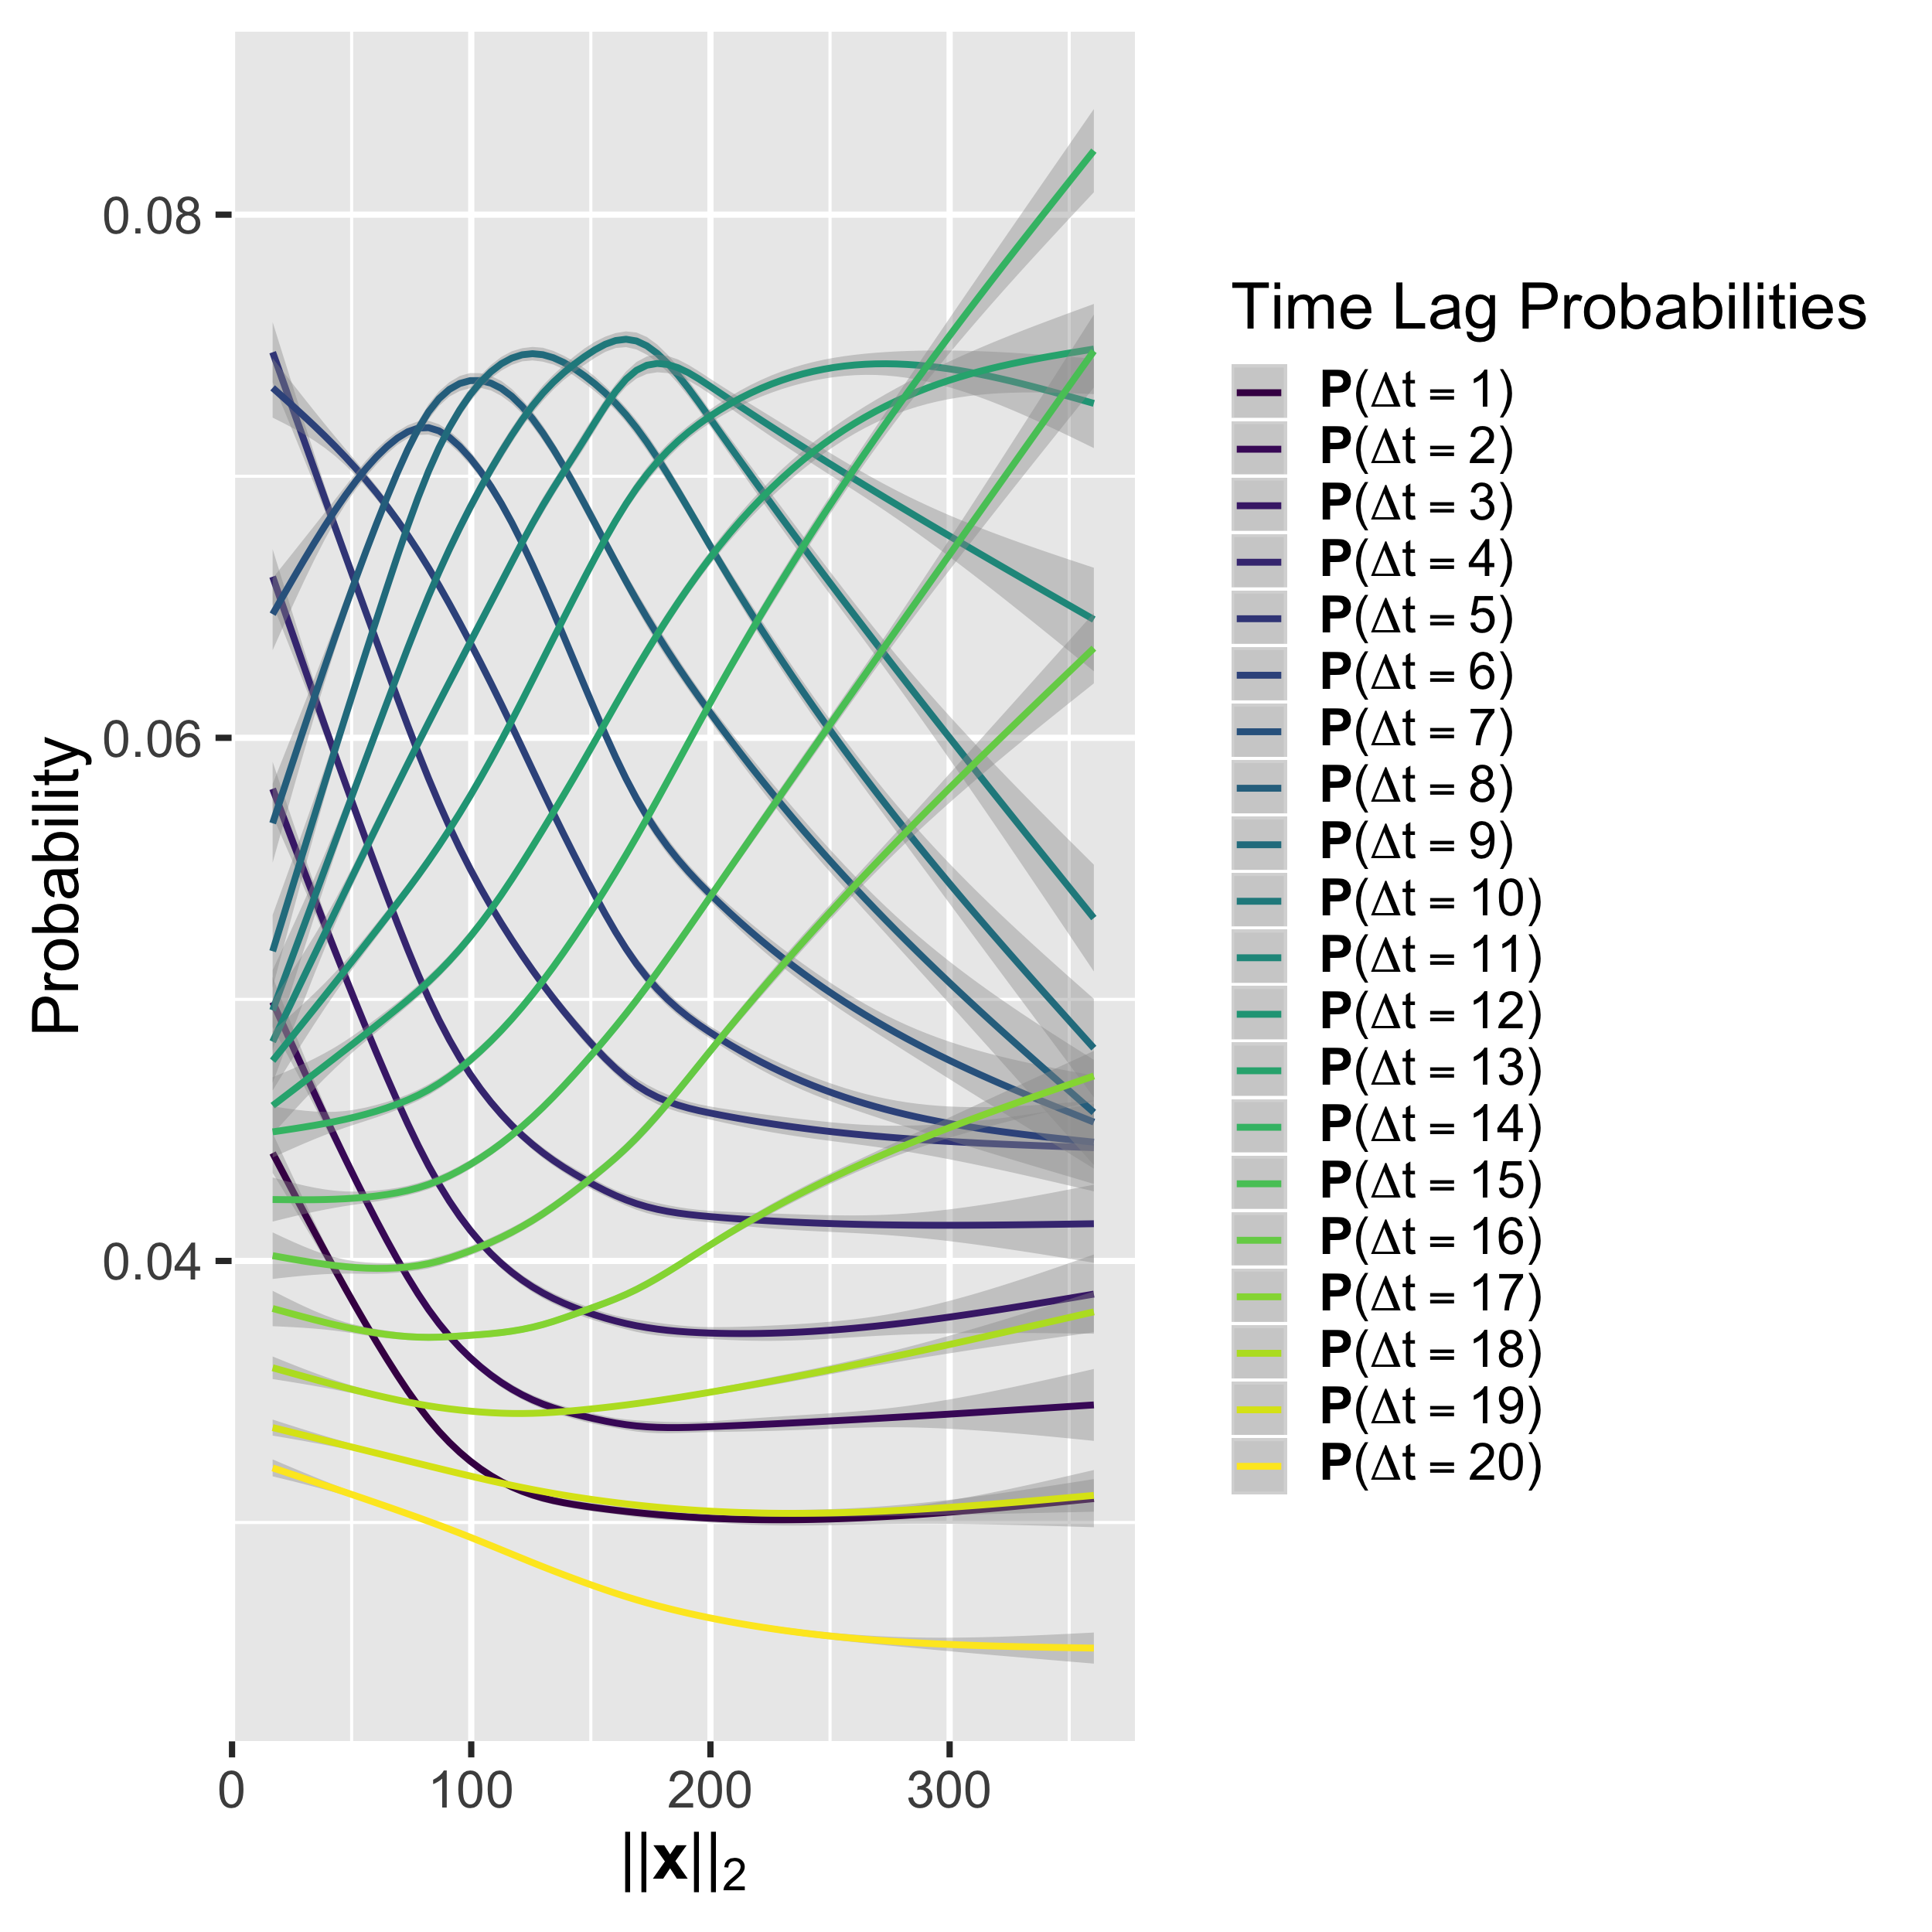 Probability
0.08
0.06
0.04
0
100
200
300
||x||₂
Time Lag Probabilities
P(Δt = 1)
P(Δt = 2)
P(Δt = 3)
P(Δt = 4)
P(Δt = 5)
P(Δt = 6)
P(Δt = 7)
P(Δt = 8)
P(Δt = 9)
P(Δt = 10)
P(Δt = 11)
P(Δt = 12)
P(Δt = 13)
P(Δt = 14)
P(Δt = 15)
P(Δt = 16)
P(Δt = 17)
P(Δt = 18)
P(Δt = 19)
P(Δt = 20)